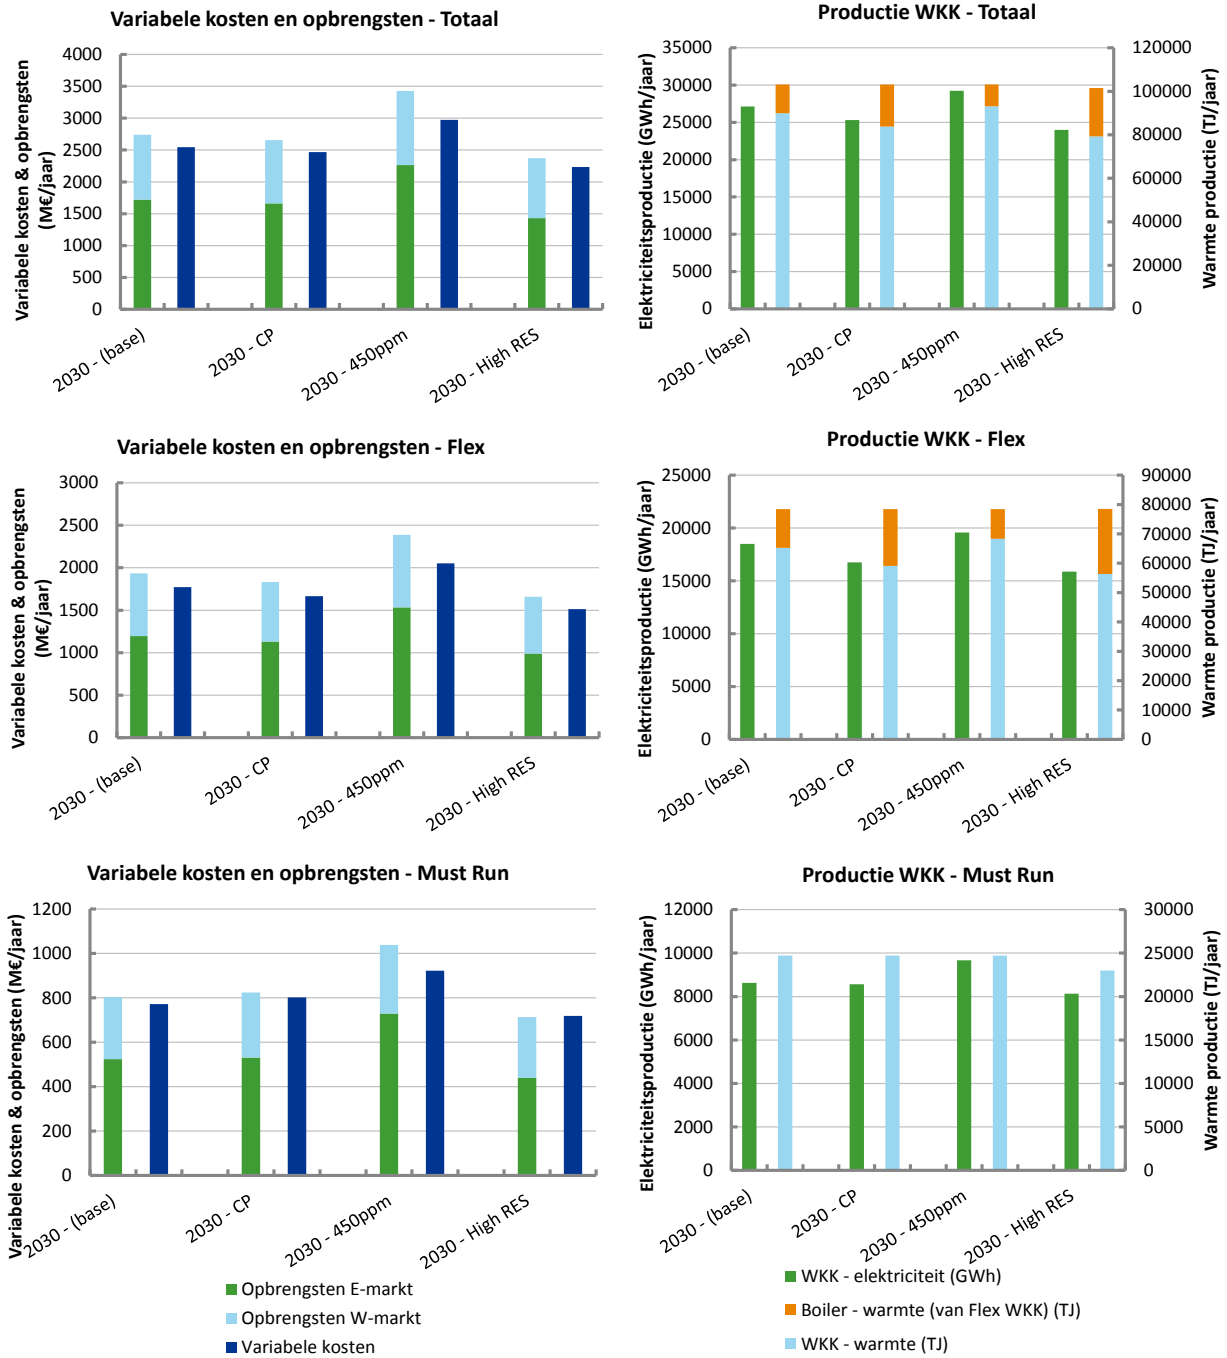 Variabele kosten en opbrengsten - Totaal
Variabele kosten & opbrengsten
(M€/jaar)
4000
3500
3000
2500
2000
1500
1000
500
0
2030 - (base)
2030 - CP
2030 - 450ppm
2030 - High RES
Productie WKK - Totaal
Elektriciteitsproductie (GWh/jaar)
35000
30000
25000
20000
15000
10000
5000
0
120000
100000
80000
60000
40000
20000
0
Warmte productie (TJ/jaar)
2030 - (base)
2030 - CP
2030 - 450ppm
2030 - High RES
Variabele kosten en opbrengsten - Flex
Variabele kosten & opbrengsten
(M€/jaar)
3000
2500
2000
1500
1000
500
0
2030 - (base)
2030 - CP
2030 - 450ppm
2030 - High RES
Productie WKK - Flex
Elektriciteitsproductie (GWh/jaar)
25000
20000
15000
10000
5000
0
90000
80000
70000
60000
50000
40000
30000
20000
10000
0
Warmte productie (TJ/jaar)
2030 - (base)
2030 - CP
2030 - 450ppm
2030 - High RES
Variabele kosten en opbrengsten - Must Run
Variabele kosten & opbrengsten (M€/jaar)
1200
1000
800
600
400
200
0
2030 - (base)
2030 - CP
2030 - 450ppm
2030 - High RES
Opbrengsten E-markt
Opbrengsten W-markt
Variabele kosten
Productie WKK - Must Run
Elektriciteitsproductie (GWh/jaar)
12000
10000
8000
6000
4000
2000
0
30000
25000
20000
15000
10000
5000
0
Warmte productie (TJ/jaar)
2030 - (base)
2030 - CP
2030 - 450ppm
2030 - High RES
WKK - elektriciteit (GWh)
Boiler - warmte (van Flex WKK) (TJ)
WKK - warmte (TJ)